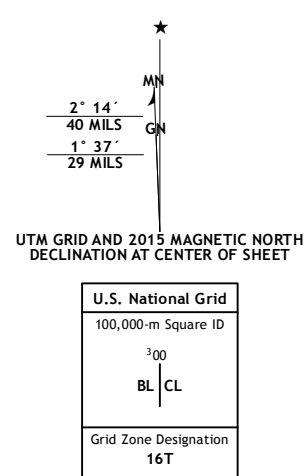 ★
MN
2° 14´
40 MILS
GN
1° 37´
29 MILS
UTM GRID AND 2015 MAGNETIC NORTH
DECLINATION AT CENTER OF SHEET
U.S. National Grid
100,000-m Square ID
³00
BL CL
Grid Zone Designation
16T